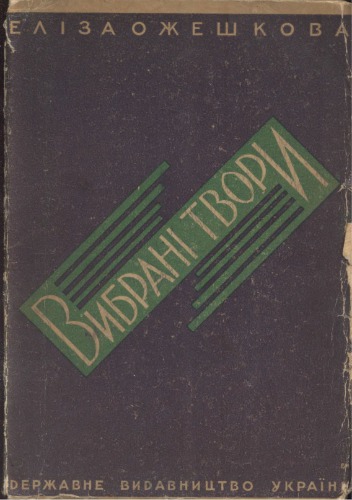 ЕЛІЗА ОЖЕШКОВА
ВИБРАНІ ТВОРИ
ДЕРЖАВНЕ ВИДАВНИЦТВО УКРАЇНИ